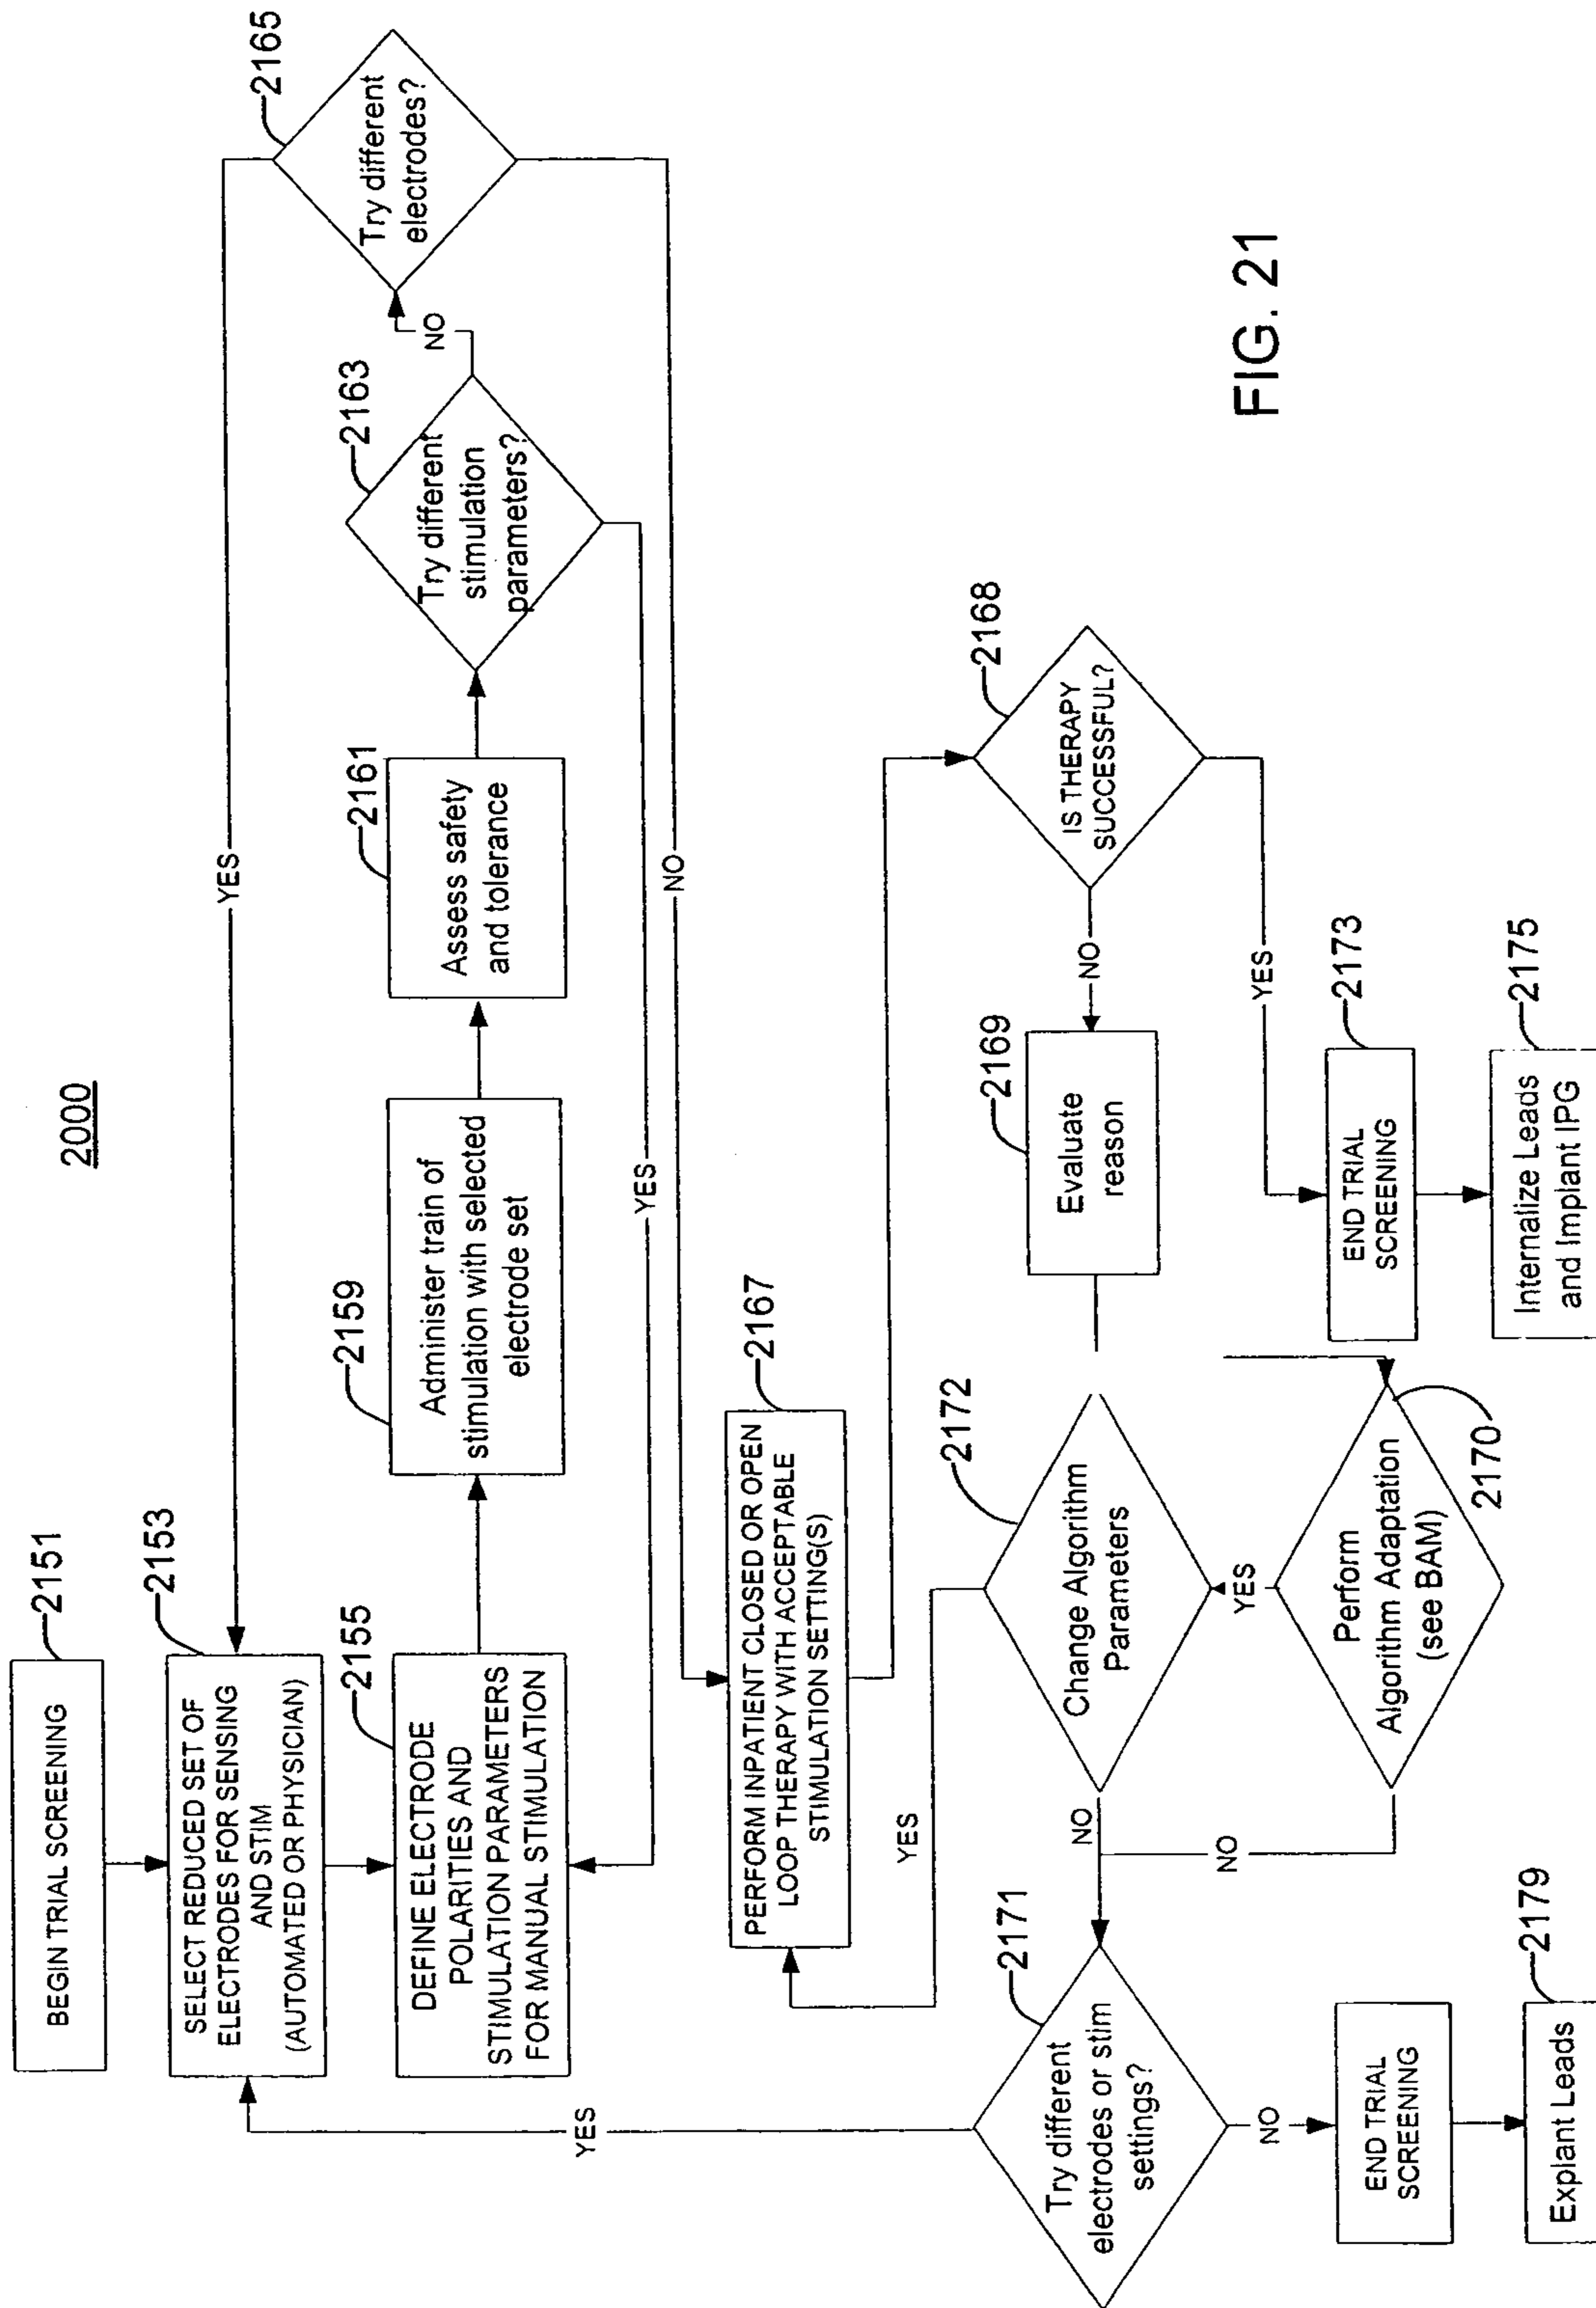 2000
BEGIN TRIAL SCREENING
2151
SELECT REDUCED SET OF
ELECTRODES FOR SENSING
AND STIM
(AUTOMATED OR PHYSICIAN)
2153
YES
DEFINE ELECTRODE
POLARITIES AND
STIMULATION PARAMETERS
FOR MANUAL STIMULATION
2155
Administer train of
stimulation with selected
electrode set
2159
Assess safety
and tolerance
2161
Try different
stimulation
parameters?
2163
NO
Try different
electrodes?
2165
YES
NO
PERFORM INPATIENT CLOSED OR OPEN
LOOP THERAPY WITH ACCEPTABLE
STIMULATION SETTING(S)
2167
YES
IS THERAPY
SUCCESSFUL?
2168
NO
Evaluate
reason
2169
YES
Change Algorithm
Parameters
2172
NO
YES
Perform
Algorithm Adaptation
(see BAM)
2170
NO
Try different
electrodes or stim
settings?
2171
YES
NO
END TRIAL
SCREENING
Explant Leads
2179
END TRIAL
SCREENING
2173
Internalize Leads
and Implant IPG
2175
FIG. 21